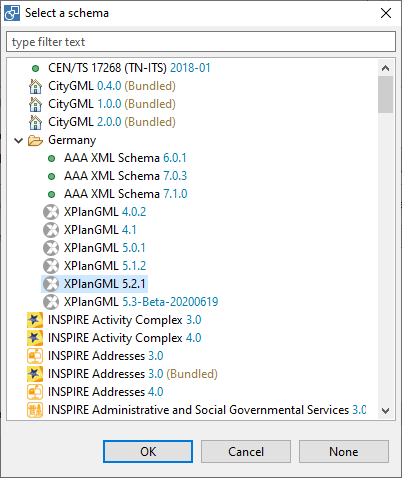 Select a schema
type filter text
CEN/TS 17268 (TN-ITS) 2018-01
CityGML 0.4.0 (Bundled)
CityGML 1.0.0 (Bundled)
CityGML 2.0.0 (Bundled)
Germany
AAA XML Schema 6.0.1
AAA XML Schema 7.0.3
AAA XML Schema 7.1.0
XPlanGML 4.0.2
XPlanGML 4.1
XPlanGML 5.0.1
XPlanGML 5.1.2
XPlanGML 5.2.1
XPlanGML 5.3-Beta-20200619
INSPIRE Activity Complex 3.0
INSPIRE Activity Complex 4.0
INSPIRE Addresses 3.0
INSPIRE Addresses 3.0 (Bundled)
INSPIRE Addresses 4.0
INSPIRE Administrative and Social Governmental Services 3.0
OK Cancel None